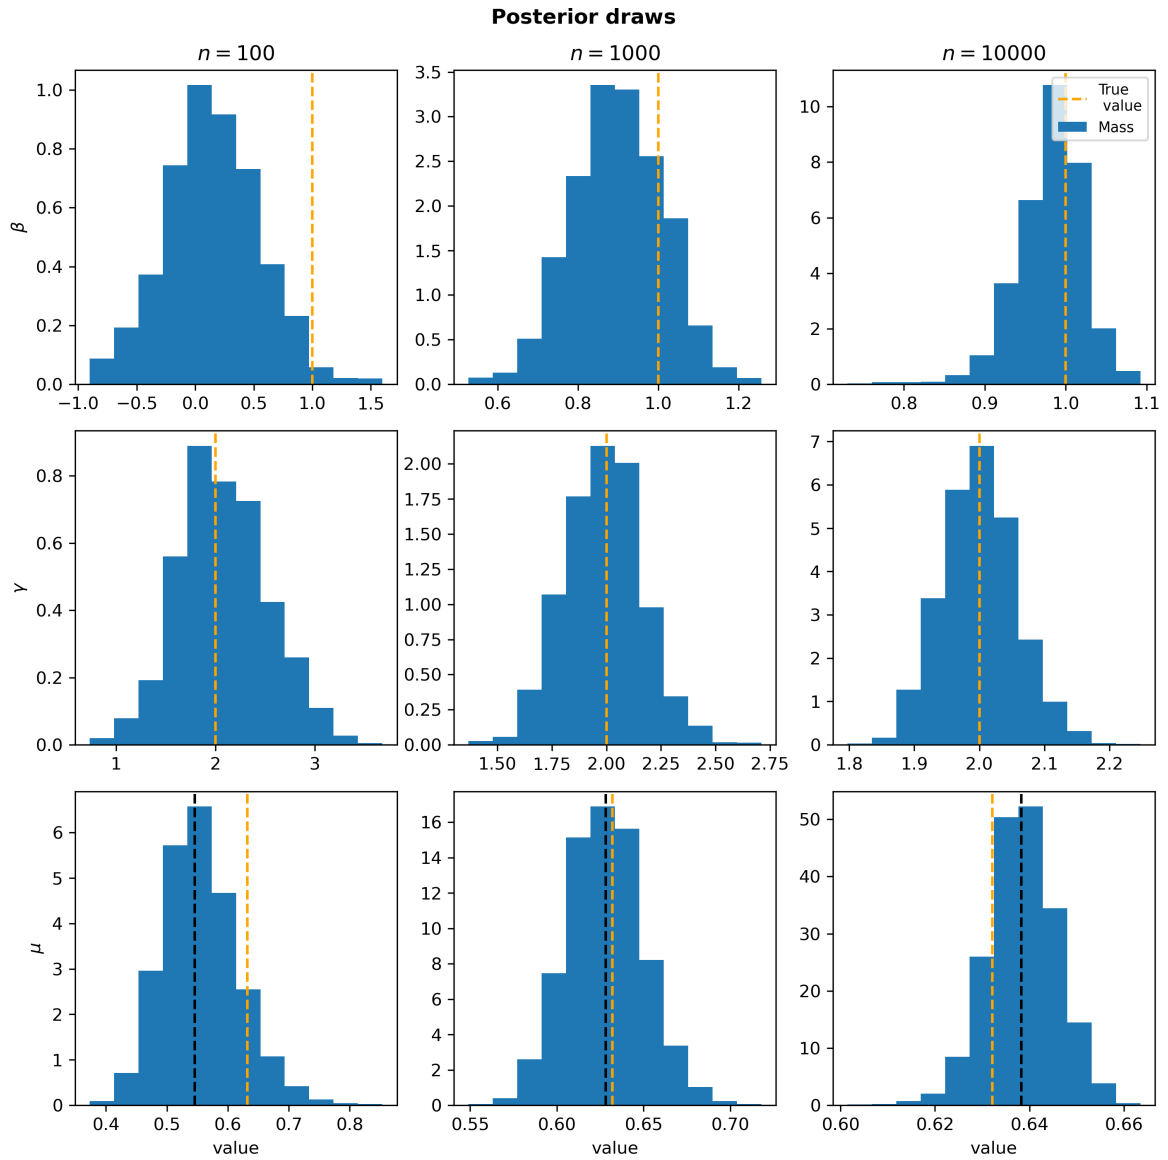 Posterior draws
n = 100
n = 1000
n = 10000
β
1.0
0.8
0.6
0.4
0.2
0.0
−1.0 −0.5 0.0 0.5 1.0 1.5
3.5
3.0
2.5
2.0
1.5
1.0
0.5
0.0
0.6 0.8 1.0 1.2
10
8
6
4
2
0
0.8 0.9 1.0 1.1
True
value
Mass
γ
0.8
0.6
0.4
0.2
0.0
1 2 3
2.00
1.75
1.50
1.25
1.00
0.75
0.50
0.25
0.00
1.50 1.75 2.00 2.25 2.50 2.75
7
6
5
4
3
2
1
0
1.8 1.9 2.0 2.1 2.2
μ
6
5
4
3
2
1
0
0.4 0.5 0.6 0.7 0.8
value
16
14
12
10
8
6
4
2
0
0.55 0.60 0.65 0.70
value
50
40
30
20
10
0
0.60 0.62 0.64 0.66
value